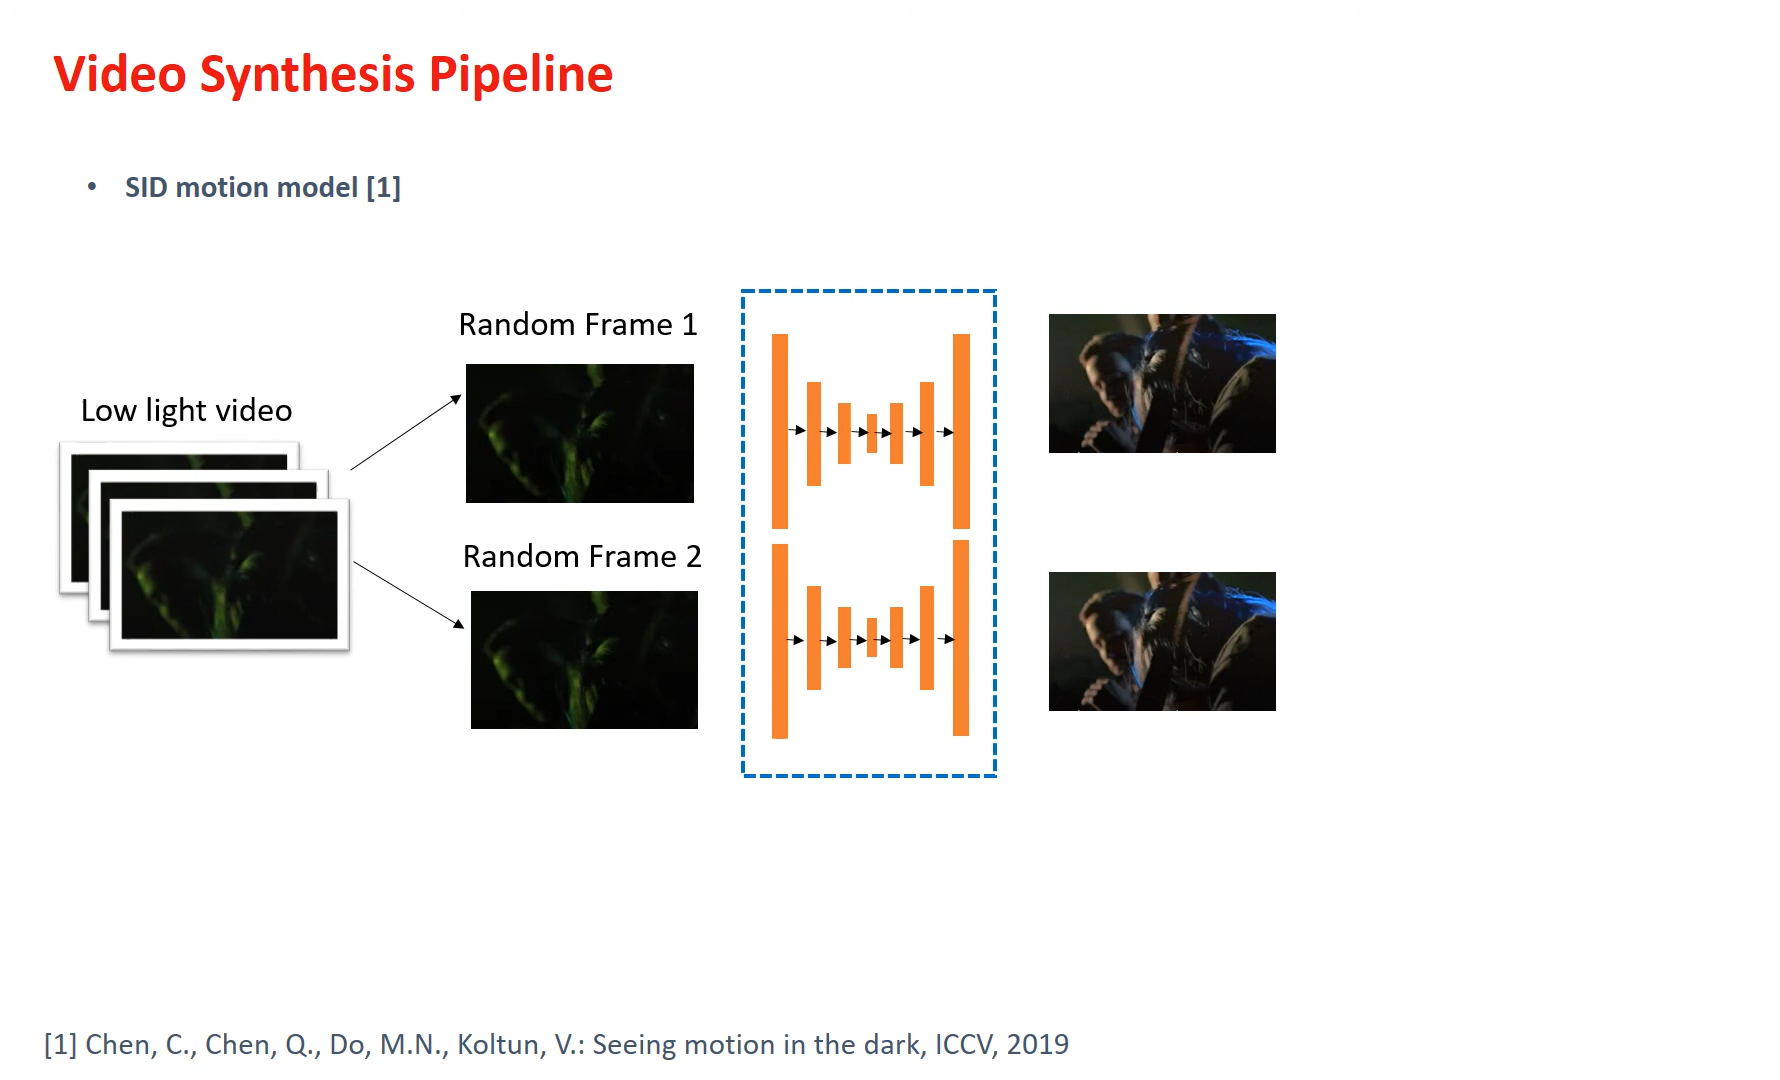 Video Synthesis Pipeline
• SID motion model [1]
Random Frame 1
Low light video
Random Frame 2
[1] Chen, C., Chen, Q., Do, M.N., Koltun, V.: Seeing motion in the dark, ICCV, 2019